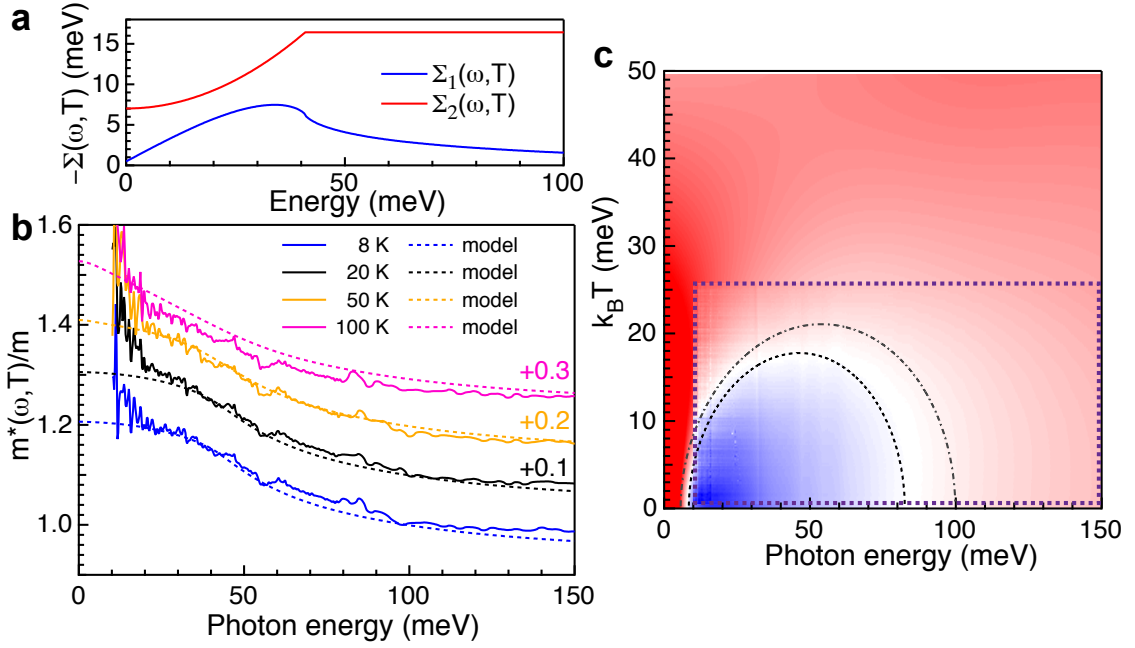 a
−Σ(ω,T) (meV)
15
10
5
0
Σ₁(ω,T)
Σ₂(ω,T)
0
50
100
Energy (meV)
b
m*(ω,T)/m
1.6
1.4
1.2
1.0
8 K model
20 K model
50 K model
100 K model
+0.3
+0.2
+0.1
0
50
100
150
Photon energy (meV)
c
k_BT (meV)
50
40
30
20
10
0
0
50
100
150
Photon energy (meV)